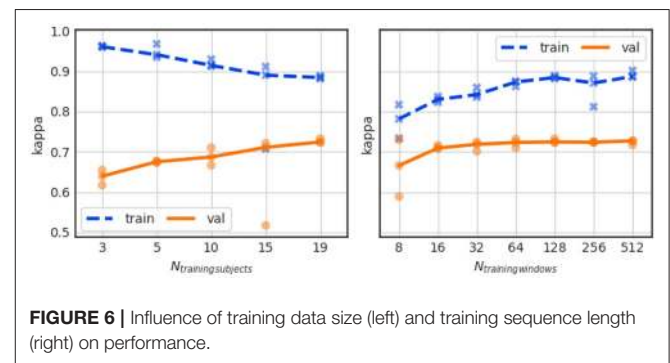 1.0
0.9
0.8
0.7
0.6
0.5
kappa
train
val
3
5
10
15
19
N training subjects
kappa
train
val
8
16
32
64
128
256
512
N training windows
FIGURE 6 | Influence of training data size (left) and training sequence length
(right) on performance.